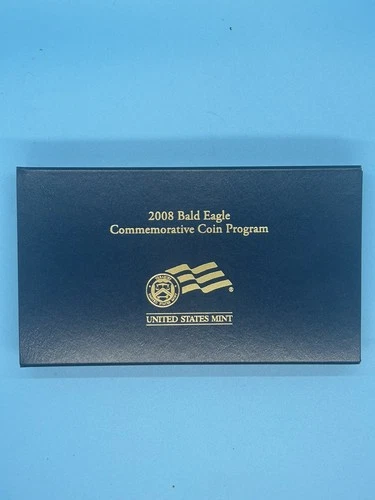 2008 Bald Eagle
Commemorative Coin Program
®
UNITED STATES MINT